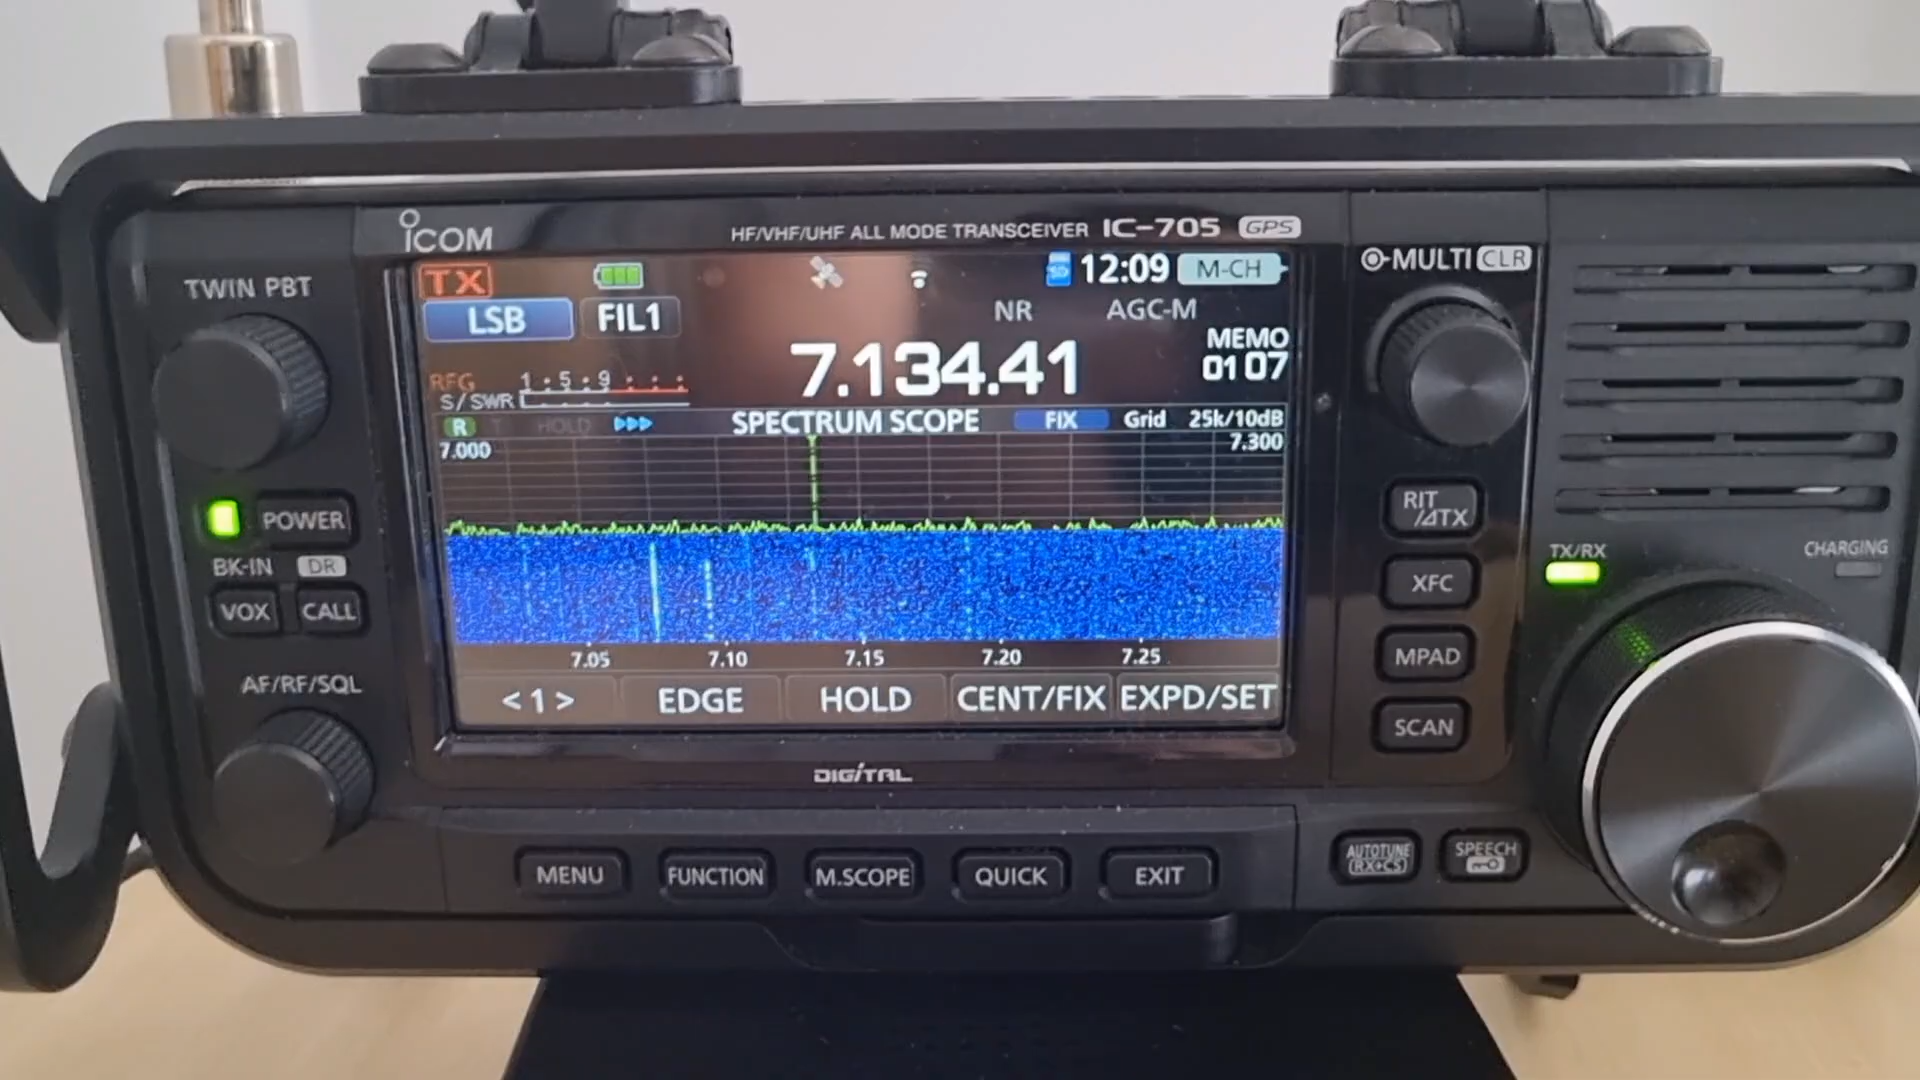 ICOM
HF/VHF/UHF ALL MODE TRANSCEIVER IC-705 GPS
TWIN PBT
TX
SD 12:09 M-CH
LSB FIL1
NR AGC-M
7.134.41
MEMO
01 07
RFG
1 · 5 · 9
S/SWR
R T HOLD SPECTRUM SCOPE FIX Grid 25k/10dB
7.000
7.300
7.05 7.10 7.15 7.20 7.25
<1> EDGE HOLD CENT/FIX EXPD/SET
DIGITAL
POWER
BK-IN DR
VOX CALL
AF/RF/SQL
MENU FUNCTION M.SCOPE QUICK EXIT
MULTI CLR
RIT
/ΔTX
XFC
MPAD
SCAN
TX/RX
CHARGING
AUTOTUNE
(RX→CS)
SPEECH